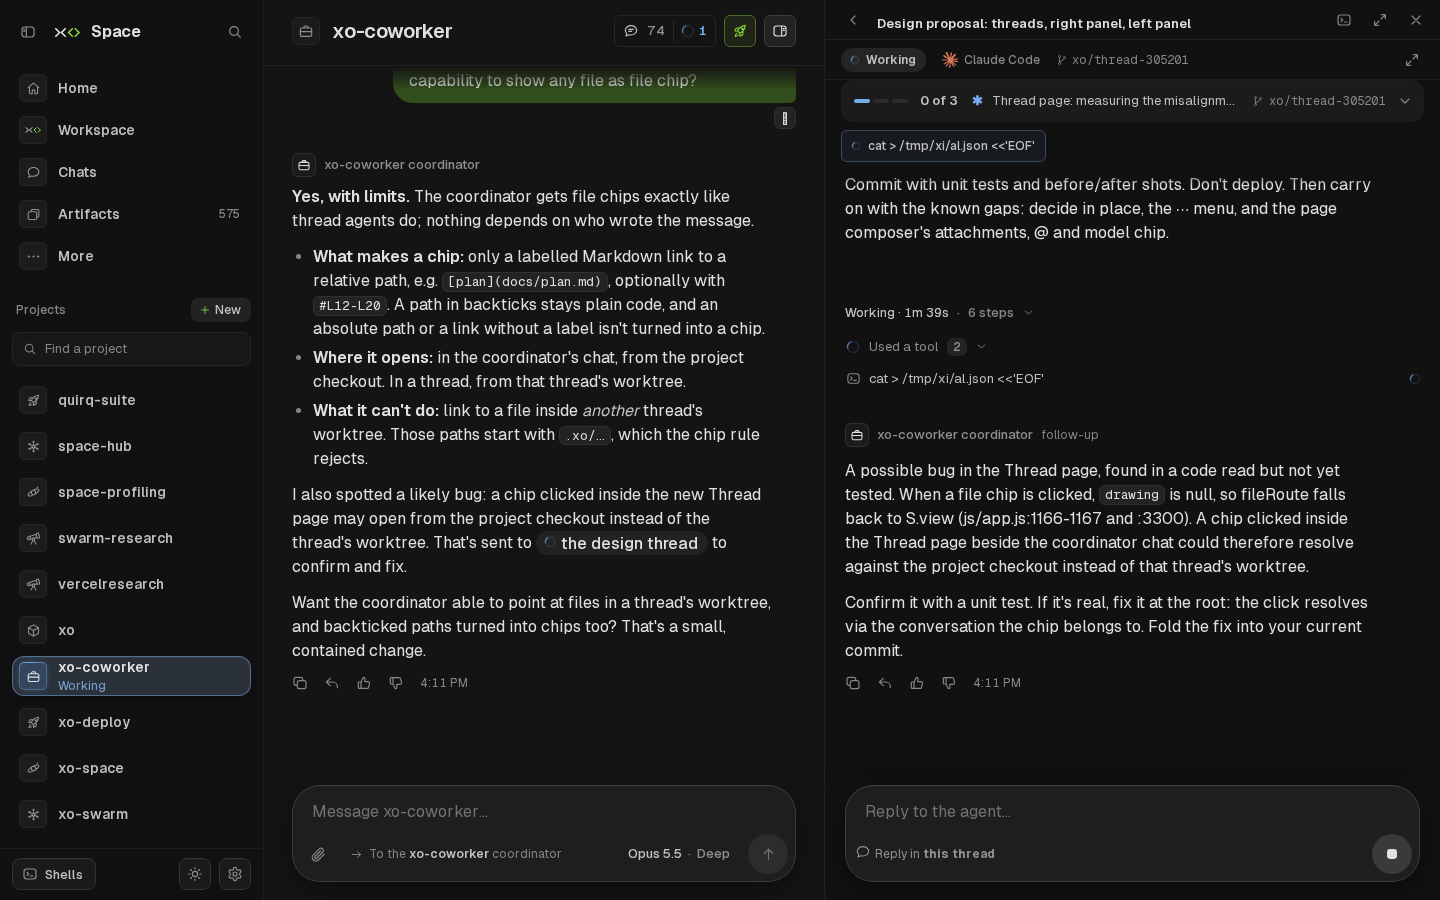 Space
Home
Workspace
Chats
Artifacts 575
More
Projects
+ New
Find a project
quirq-suite
space-hub
space-profiling
swarm-research
vercelresearch
xo
xo-coworker
Working
xo-deploy
xo-space
xo-swarm
Shells
xo-coworker
74
1
capability to show any file as file chip?
xo-coworker coordinator
Yes, with limits. The coordinator gets file chips exactly like
thread agents do; nothing depends on who wrote the message.
• What makes a chip: only a labelled Markdown link to a
relative path, e.g. [plan](docs/plan.md), optionally with
#L12-L20. A path in backticks stays plain code, and an
absolute path or a link without a label isn't turned into a chip.
• Where it opens: in the coordinator's chat, from the project
checkout. In a thread, from that thread's worktree.
• What it can't do: link to a file inside another thread's
worktree. Those paths start with .xo/…, which the chip rule
rejects.
I also spotted a likely bug: a chip clicked inside the new Thread
page may open from the project checkout instead of the
thread's worktree. That's sent to the design thread to
confirm and fix.
Want the coordinator able to point at files in a thread's worktree,
and backticked paths turned into chips too? That's a small,
contained change.
4:11 PM
Message xo-coworker…
→ To the xo-coworker coordinator
Opus 5.5 · Deep
Design proposal: threads, right panel, left panel
Working
Claude Code
xo/thread-305201
0 of 3
Thread page: measuring the misalignm…
xo/thread-305201
cat > /tmp/xi/al.json <<'EOF'
Commit with unit tests and before/after shots. Don't deploy. Then carry
on with the known gaps: decide in place, the ··· menu, and the page
composer's attachments, @ and model chip.
Working · 1m 39s · 6 steps
Used a tool 2
cat > /tmp/xi/al.json <<'EOF'
xo-coworker coordinator follow-up
A possible bug in the Thread page, found in a code read but not yet
tested. When a file chip is clicked, drawing is null, so fileRoute falls
back to S.view (js/app.js:1166-1167 and :3300). A chip clicked inside
the Thread page beside the coordinator chat could therefore resolve
against the project checkout instead of that thread's worktree.
Confirm it with a unit test. If it's real, fix it at the root: the click resolves
via the conversation the chip belongs to. Fold the fix into your current
commit.
4:11 PM
Reply to the agent…
Reply in this thread